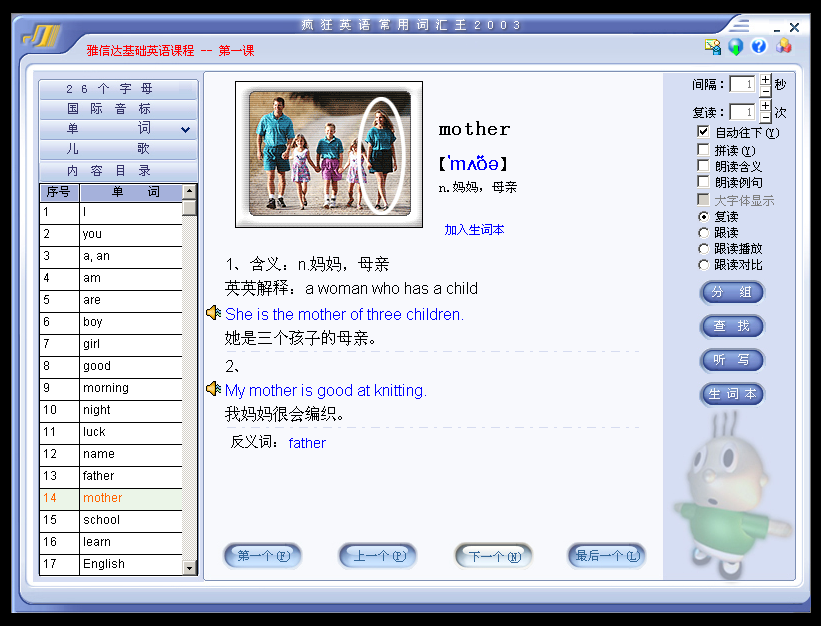 疯狂英语常用词汇王2003
雅信达基础英语课程 -- 第一课
26个字母
国际音标
单词
儿歌
内容目录
序号 单词
1 I
2 you
3 a, an
4 am
5 are
6 boy
7 girl
8 good
9 morning
10 night
11 luck
12 name
13 father
14 mother
15 school
16 learn
17 English
mother
n.妈妈，母亲
加入生词本
1、含义：n.妈妈，母亲
英英解释：a woman who has a child
She is the mother of three children.
她是三个孩子的母亲。
2、
My mother is good at knitting.
我妈妈很会编织。
反义词： father
第一个(F) 上一个(P) 下一个(N) 最后一个(L)
间隔： 1 秒
复读： 1 次
自动往下(Y)
拼读(Y)
朗读含义
朗读例句
大字体显示
复读
跟读
跟读播放
跟读对比
分组
查找
听写
生词本